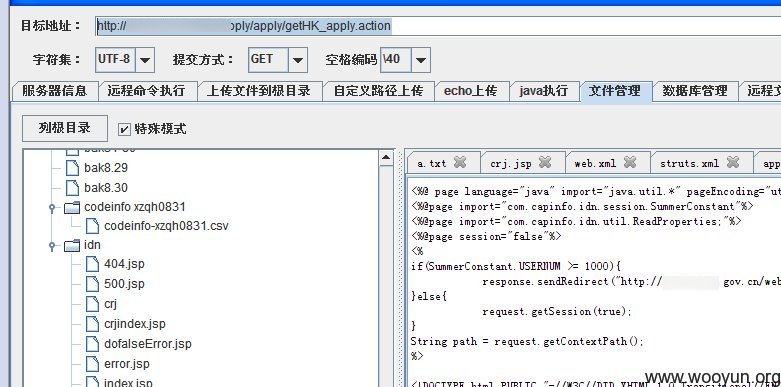 目标地址： http:// ply/apply/getHK_apply.action
字符集： UTF-8 提交方式： GET 空格编码 \40
服务器信息 远程命令执行 上传文件到根目录 自定义路径上传 echo上传 java执行 文件管理 数据库管理 远程文
列根目录 特殊模式
bak8.29
bak8.30
codeinfo xzqh0831
codeinfo-xzqh0831.csv
idn
404.jsp
500.jsp
crj
crjindex.jsp
dofalseError.jsp
error.jsp
index.jsp
a.txt crj.jsp web.xml struts.xml app
<%@ page language="java" import="java.util.*" pageEncoding="ut
<%@page import="com.capinfo.idn.session.SummerConstant"%>
<%@page import="com.capinfo.idn.util.ReadProperties;"%>
<%@page session="false"%>
<%
if(SummerConstant.USERNUM >= 1000){
response.sendRedirect("http:// gov.cn/web
}else{
request.getSession(true);
}
String path = request.getContextPath();
%>
<!DOCTYPE html PUBLIC "-//W3C//DTD XHTML 1.0 Transitional//
www.wooyun.org